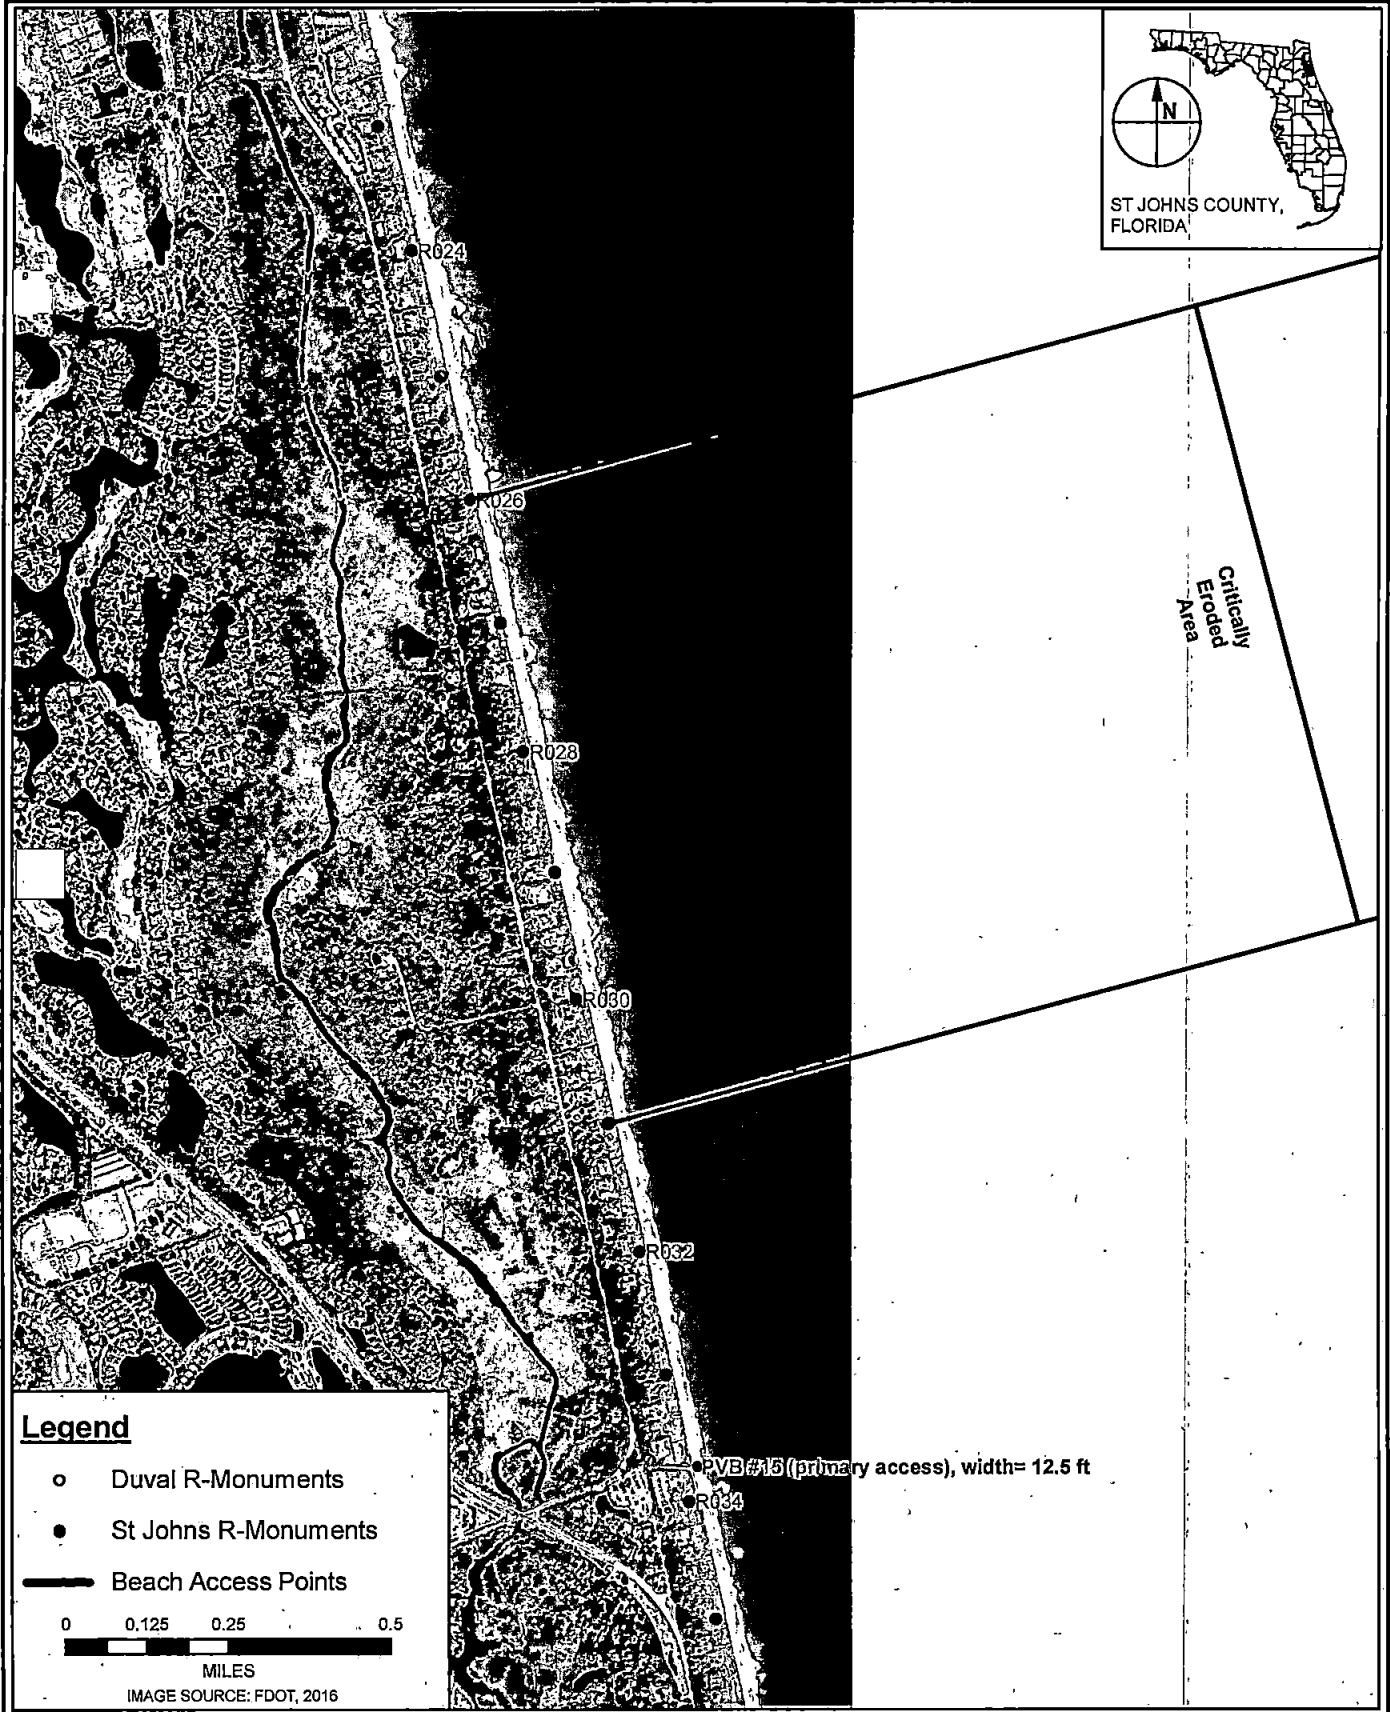 N
ST JOHNS COUNTY,
FLORIDA
R024
R026
Critically
Eroded
Area
R028
R030
R032
PVB #15 (primary access), width= 12.5 ft
R034
Legend
Duval R-Monuments
St Johns R-Monuments
Beach Access Points
0 0.125 0.25 0.5
MILES
IMAGE SOURCE: FDOT, 2016